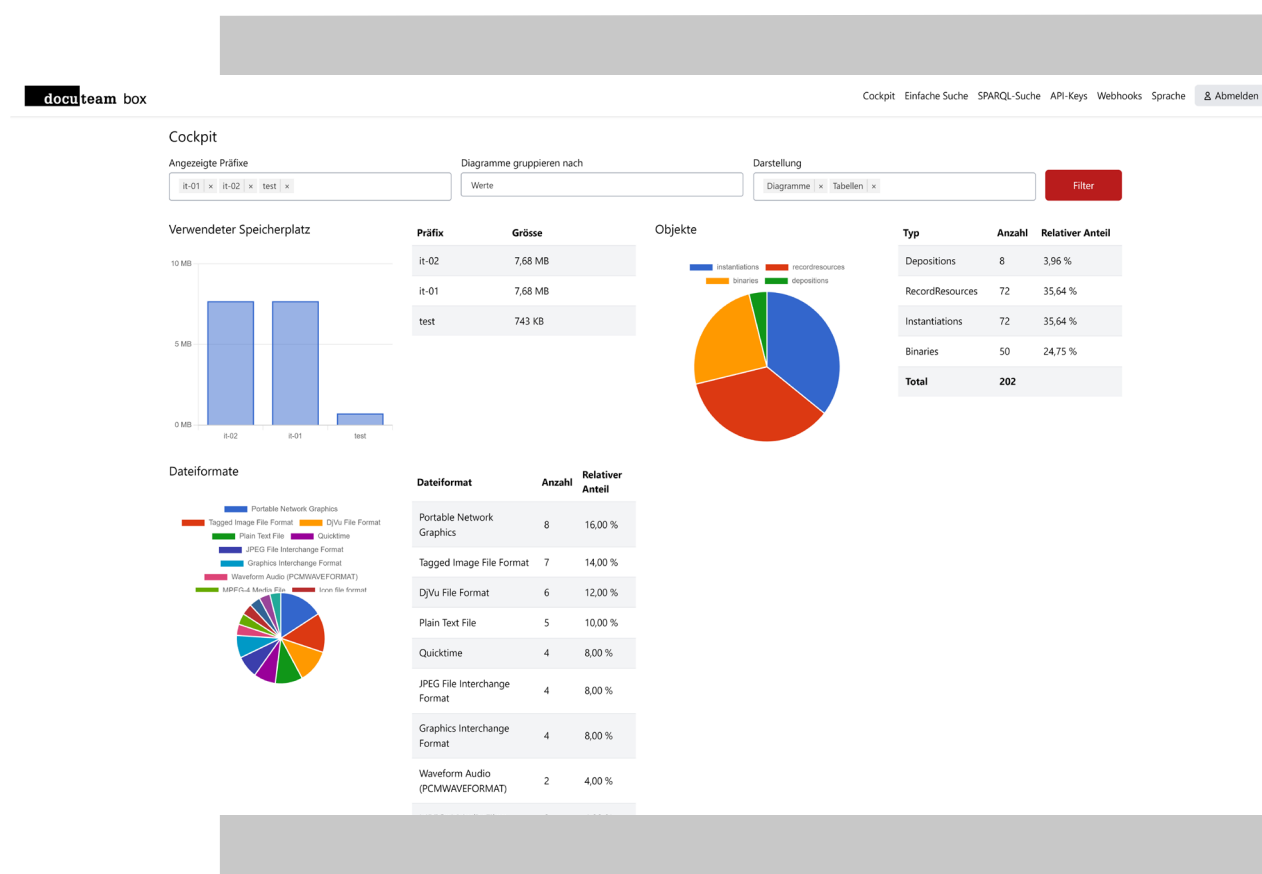 docuteam box
Cockpit Einfache Suche SPARQL-Suche API-Keys Webhooks Sprache Abmelden
Cockpit
Angezeigte Präfixe
it-01 × it-02 × test ×
Diagramme gruppieren nach
Werte
Darstellung
Diagramme × Tabellen ×
Filter
Verwendeter Speicherplatz
10 MB
5 MB
0 MB
it-02 it-01 test
Präfix Grösse
it-02 7,68 MB
it-01 7,68 MB
test 743 KB
Objekte
instantiations recordresources
binaries depositions
Typ Anzahl Relativer Anteil
Depositions 8 3,96 %
RecordResources 72 35,64 %
Instantiations 72 35,64 %
Binaries 50 24,75 %
Total 202
Dateiformate
Portable Network Graphics
Tagged Image File Format DjVu File Format
Plain Text File Quicktime
JPEG File Interchange Format
Graphics Interchange Format
Waveform Audio (PCMWAVEFORMAT)
MPEG-4 Media File Icon file format
Dateiformat Anzahl Relativer
Anteil
Portable Network
Graphics 8 16,00 %
Tagged Image File Format 7 14,00 %
DjVu File Format 6 12,00 %
Plain Text File 5 10,00 %
Quicktime 4 8,00 %
JPEG File Interchange
Format 4 8,00 %
Graphics Interchange
Format 4 8,00 %
Waveform Audio
(PCMWAVEFORMAT) 2 4,00 %